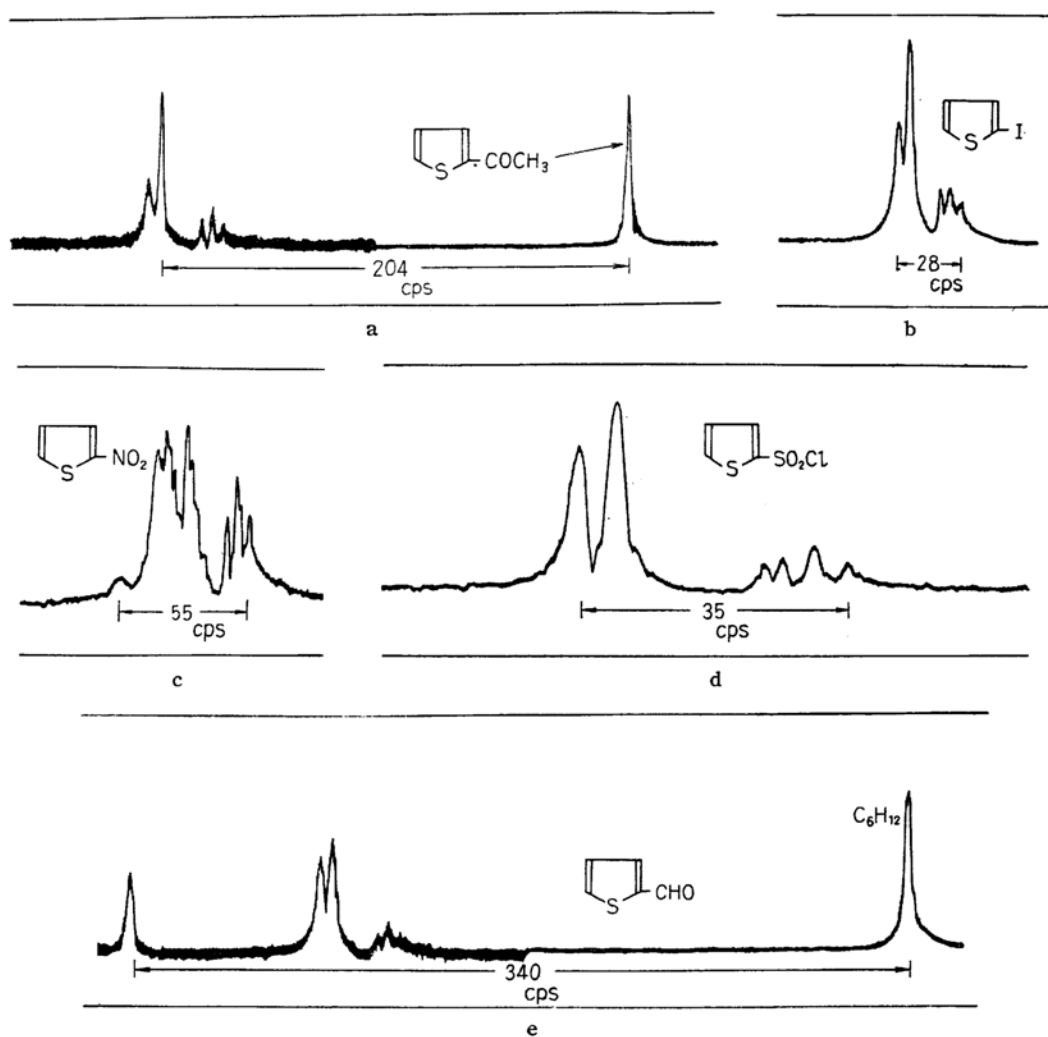 S COCH₃
204
cps
a
S I
28
cps
b
S NO₂
55
cps
c
S SO₂Cl
35
cps
d
C₆H₁₂
S CHO
340
cps
e